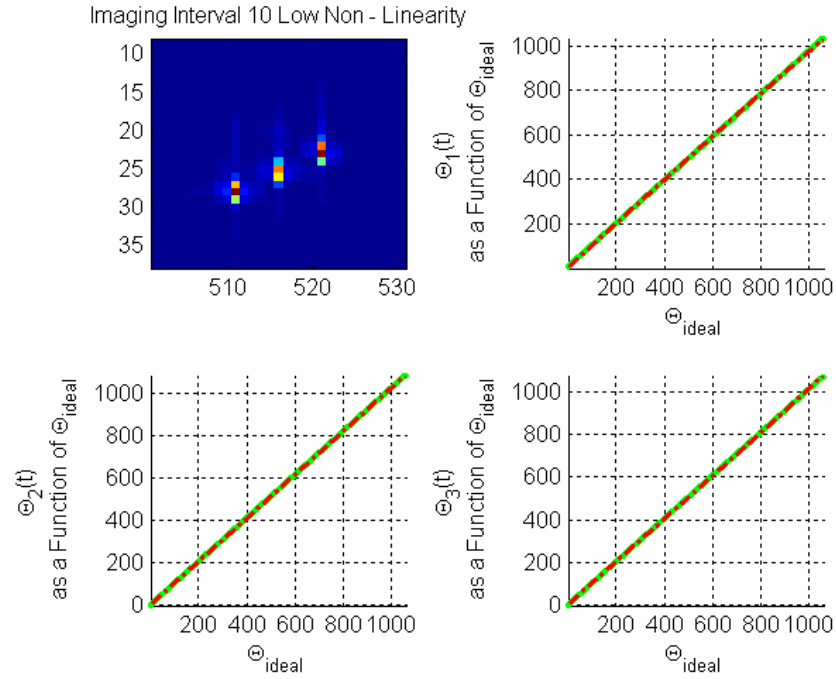 Imaging Interval 10 Low Non - Linearity
10
15
20
25
30
35
510 520 530
Θ1(t)
as a Function of Θideal
1000
800
600
400
200
200 400 600 800 1000
Θideal
Θ2(t)
as a Function of Θideal
1000
800
600
400
200
0
200 400 600 800 1000
Θideal
Θ3(t)
as a Function of Θideal
1000
800
600
400
200
0
200 400 600 800 1000
Θideal